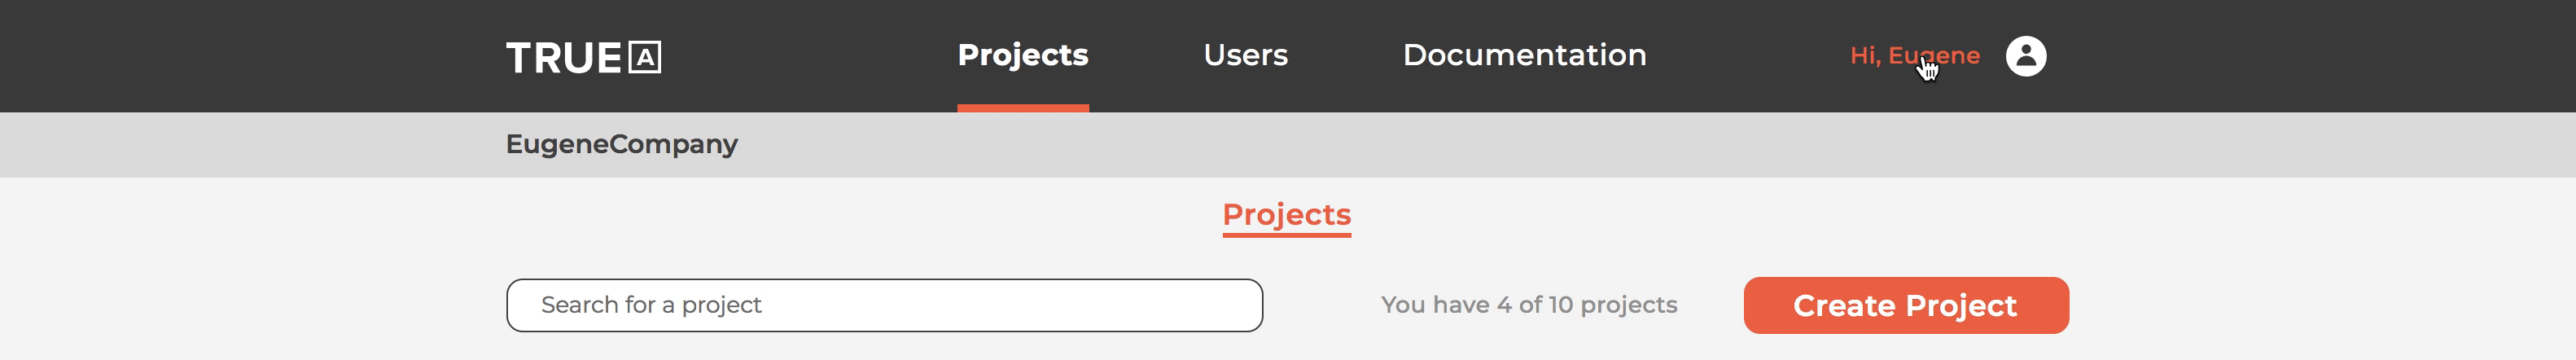 TRUE A
Projects
Users
Documentation
Hi, Eugene
EugeneCompany
Projects
Search for a project
You have 4 of 10 projects
Create Project